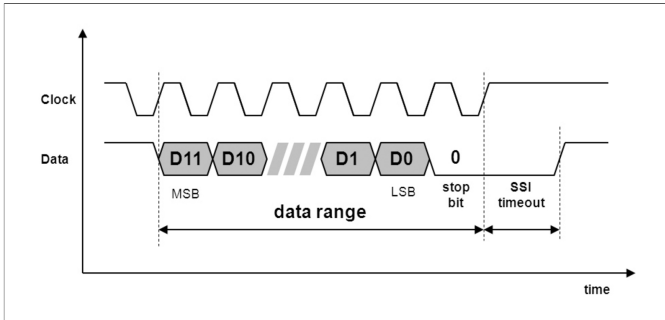 Clock
Data
D11
D10
D1
D0
0
MSB
LSB
stop
bit
SSI
timeout
data range
time